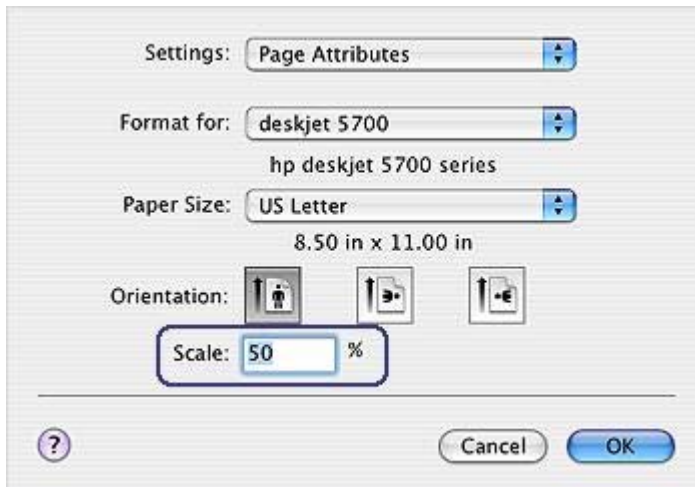 Settings: Page Attributes
Format for: deskjet 5700
hp deskjet 5700 series
Paper Size: US Letter
8.50 in x 11.00 in
Orientation:
Scale: 50 %
? Cancel OK